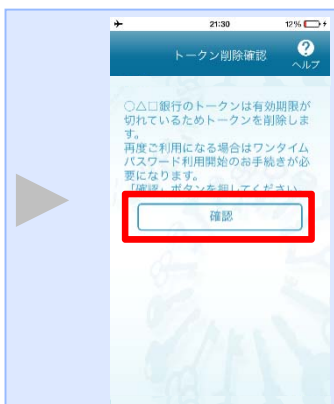 21:30
12%
トークン削除確認
?
ヘルプ
○△□銀行のトークンは有効期限が
切れているためトークンを削除しま
す。
再度ご利用になる場合はワンタイム
パスワード利用開始のお手続きが必
要になります。
「確認」ボタンを押してください。
確認